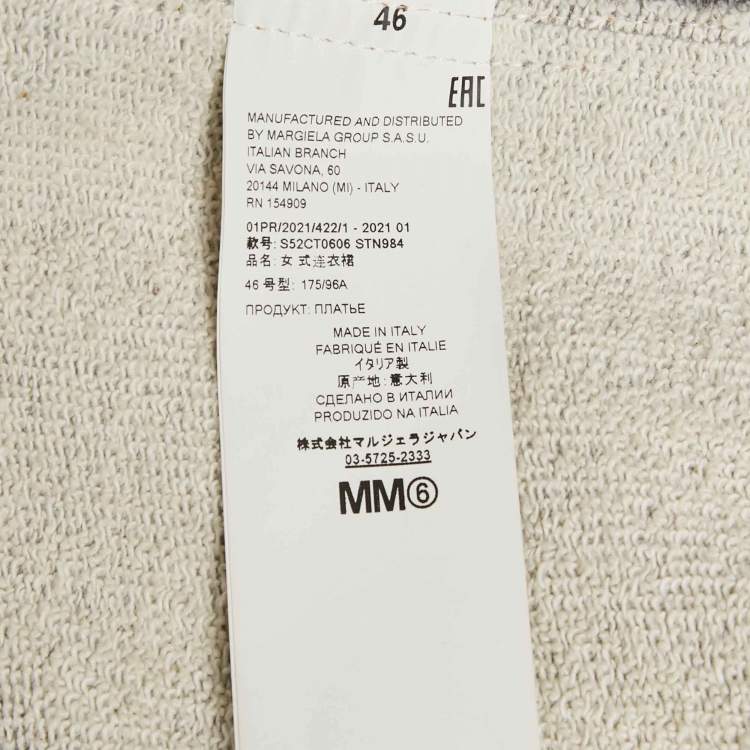 46
EAC
MANUFACTURED AND DISTRIBUTED
BY MARGIELA GROUP S.A.S.U.
ITALIAN BRANCH
VIA SAVONA, 60
20144 MILANO (MI) - ITALY
RN 154909
01PR/2021/422/1 - 2021 01
款号: S52CT0606 STN984
品名: 女式连衣裙
46 号型: 175/96A
ПРОДУКТ: ПЛАТЬЕ
MADE IN ITALY
FABRIQUÉ EN ITALIE
イタリア製
原产地: 意大利
СДЕЛАНО В ИТАЛИИ
PRODUZIDO NA ITALIA
株式会社マルジェラジャパン
03-5725-2333
MM⑥